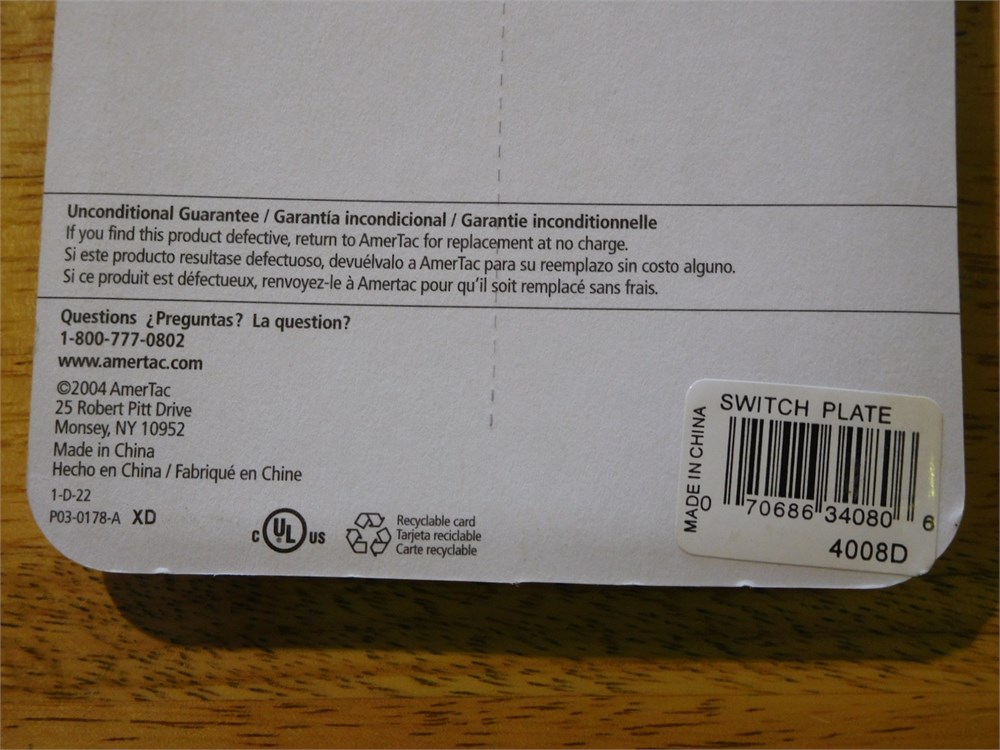 Unconditional Guarantee / Garantía incondicional / Garantie inconditionnelle
If you find this product defective, return to AmerTac for replacement at no charge.
Si este producto resultase defectuoso, devuélvalo a AmerTac para su reemplazo sin costo alguno.
Si ce produit est défectueux, renvoyez-le à Amertac pour qu'il soit remplacé sans frais.
Questions ¿Preguntas? La question?
1-800-777-0802
www.amertac.com
©2004 AmerTac
25 Robert Pitt Drive
Monsey, NY 10952
Made in China
Hecho en China / Fabriqué en Chine
1-D-22
P03-0178-A XD
C UL US
Recyclable card
Tarjeta reciclable
Carte recyclable
SWITCH PLATE
MADE IN CHINA
0 70686 34080 6
4008D